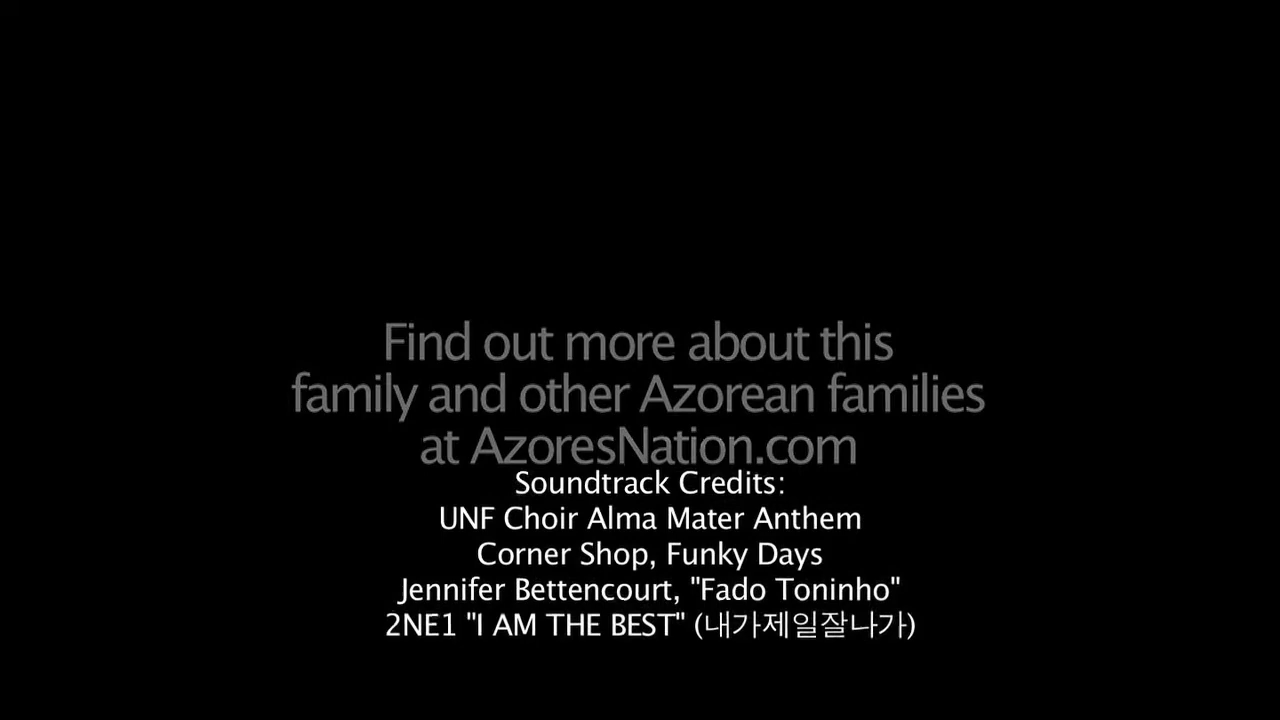 Find out more about this
family and other Azorean families
at AzoresNation.com
Soundtrack Credits:
UNF Choir Alma Mater Anthem
Corner Shop, Funky Days
Jennifer Bettencourt, "Fado Toninho"
2NE1 "I AM THE BEST" (내가제일잘나가)